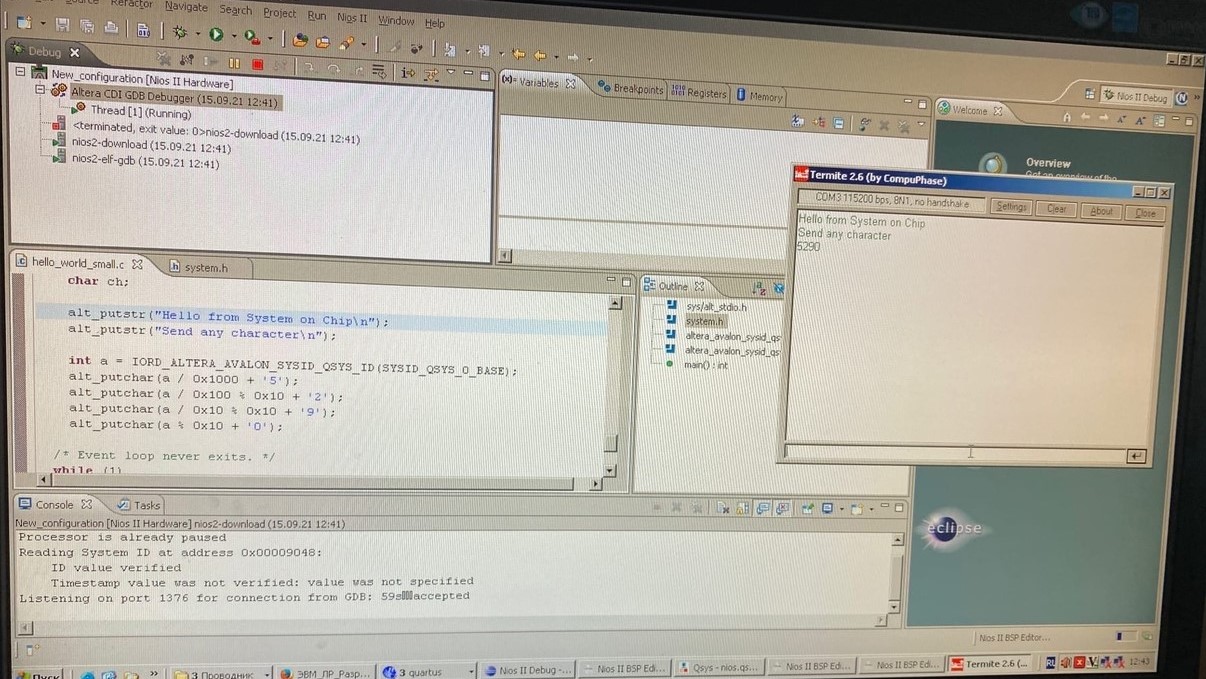 Refactor Navigate Search Project Run Nios II Window Help
Debug
New_configuration [Nios II Hardware]
Altera CDI GDB Debugger (15.09.21 12:41)
Thread [1] (Running)
<terminated, exit value: 0>nios2-download (15.09.21 12:41)
nios2-download (15.09.21 12:41)
nios2-elf-gdb (15.09.21 12:41)
(x)= Variables Breakpoints Registers Memory
Nios II Debug
Welcome
Overview
Get an overview of the
Termite 2.6 (by CompuPhase)
COM3 115200 bps, 8N1, no handshake Settings Clear About Close
Hello from System on Chip
Send any character
5290
hello_world_small.c system.h
char ch;
alt_putstr("Hello from System on Chip\n");
alt_putstr("Send any character\n");
int a = IORD_ALTERA_AVALON_SYSID_QSYS_ID(SYSID_QSYS_0_BASE);
alt_putchar(a / 0x1000 + '5');
alt_putchar(a / 0x100 % 0x10 + '2');
alt_putchar(a / 0x10 % 0x10 + '9');
alt_putchar(a % 0x10 + '0');
/* Event loop never exits. */
while (1)
Outline
sys/alt_stdio.h
system.h
altera_avalon_sysid_qs
altera_avalon_sysid_qs
main() : int
Console Tasks
New_configuration [Nios II Hardware] nios2-download (15.09.21 12:41)
Processor is already paused
Reading System ID at address 0x00009048:
ID value verified
Timestamp value was not verified: value was not specified
Listening on port 1376 for connection from GDB: 59s accepted
eclipse
Nios II BSP Editor...
Пуск
3 Проводник
ЭВМ_ЛР_Разр...
3 quartus
Nios II Debug -...
Nios II BSP Edi...
Qsys - nios.qs...
Nios II BSP Edi...
Nios II BSP Edi...
Termite 2.6 (...
RL
12:43